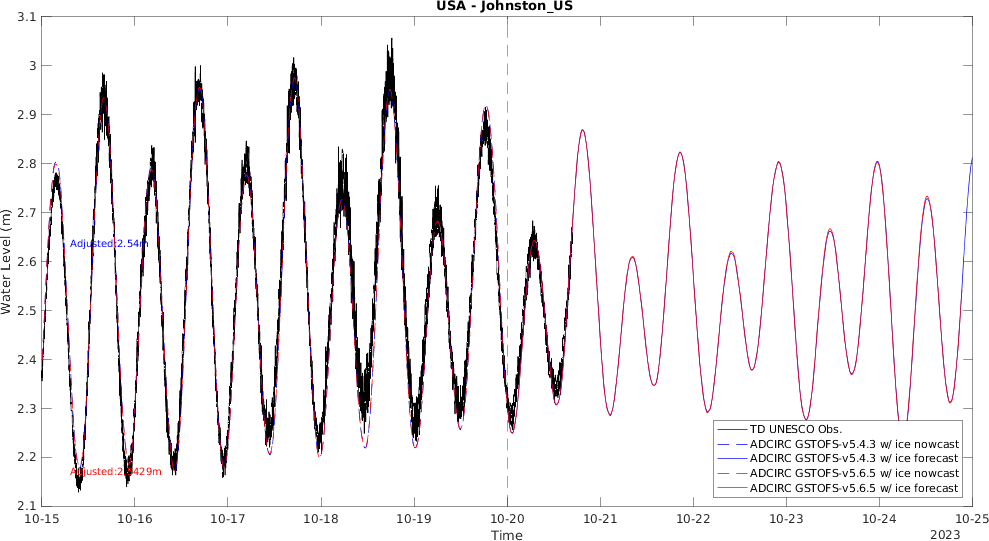 USA - Johnston_US
3.1
3
2.9
2.8
2.7
2.6
2.5
2.4
2.3
2.2
2.1
Water Level (m)
Adjusted:2.54m
TD UNESCO Obs.
ADCIRC GSTOFS-v5.4.3 w/ ice nowcast
ADCIRC GSTOFS-v5.4.3 w/ ice forecast
ADCIRC GSTOFS-v5.6.5 w/ ice nowcast
ADCIRC GSTOFS-v5.6.5 w/ ice forecast
10-15
10-16
10-17
10-18
10-19
10-20
10-21
10-22
10-23
10-24
10-25
Time
2023